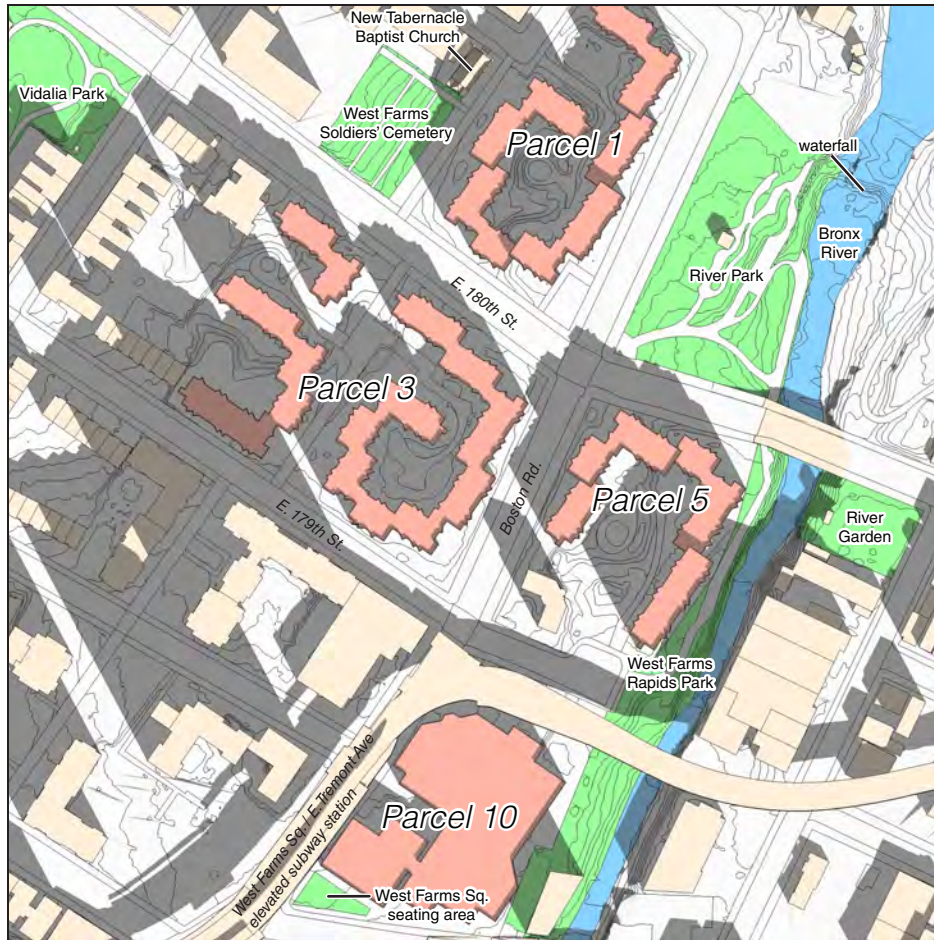 New Tabernacle
Baptist Church
Vidalia Park
West Farms
Soldiers' Cemetery
Parcel 1
waterfall
Bronx
River
River Park
E. 180th St.
Parcel 3
Boston Rd.
Parcel 5
E. 179th St.
River
Garden
West Farms
Rapids Park
Parcel 10
West Farms Sq. / E. Tremont Ave
elevated subway station
West Farms Sq.
seating area